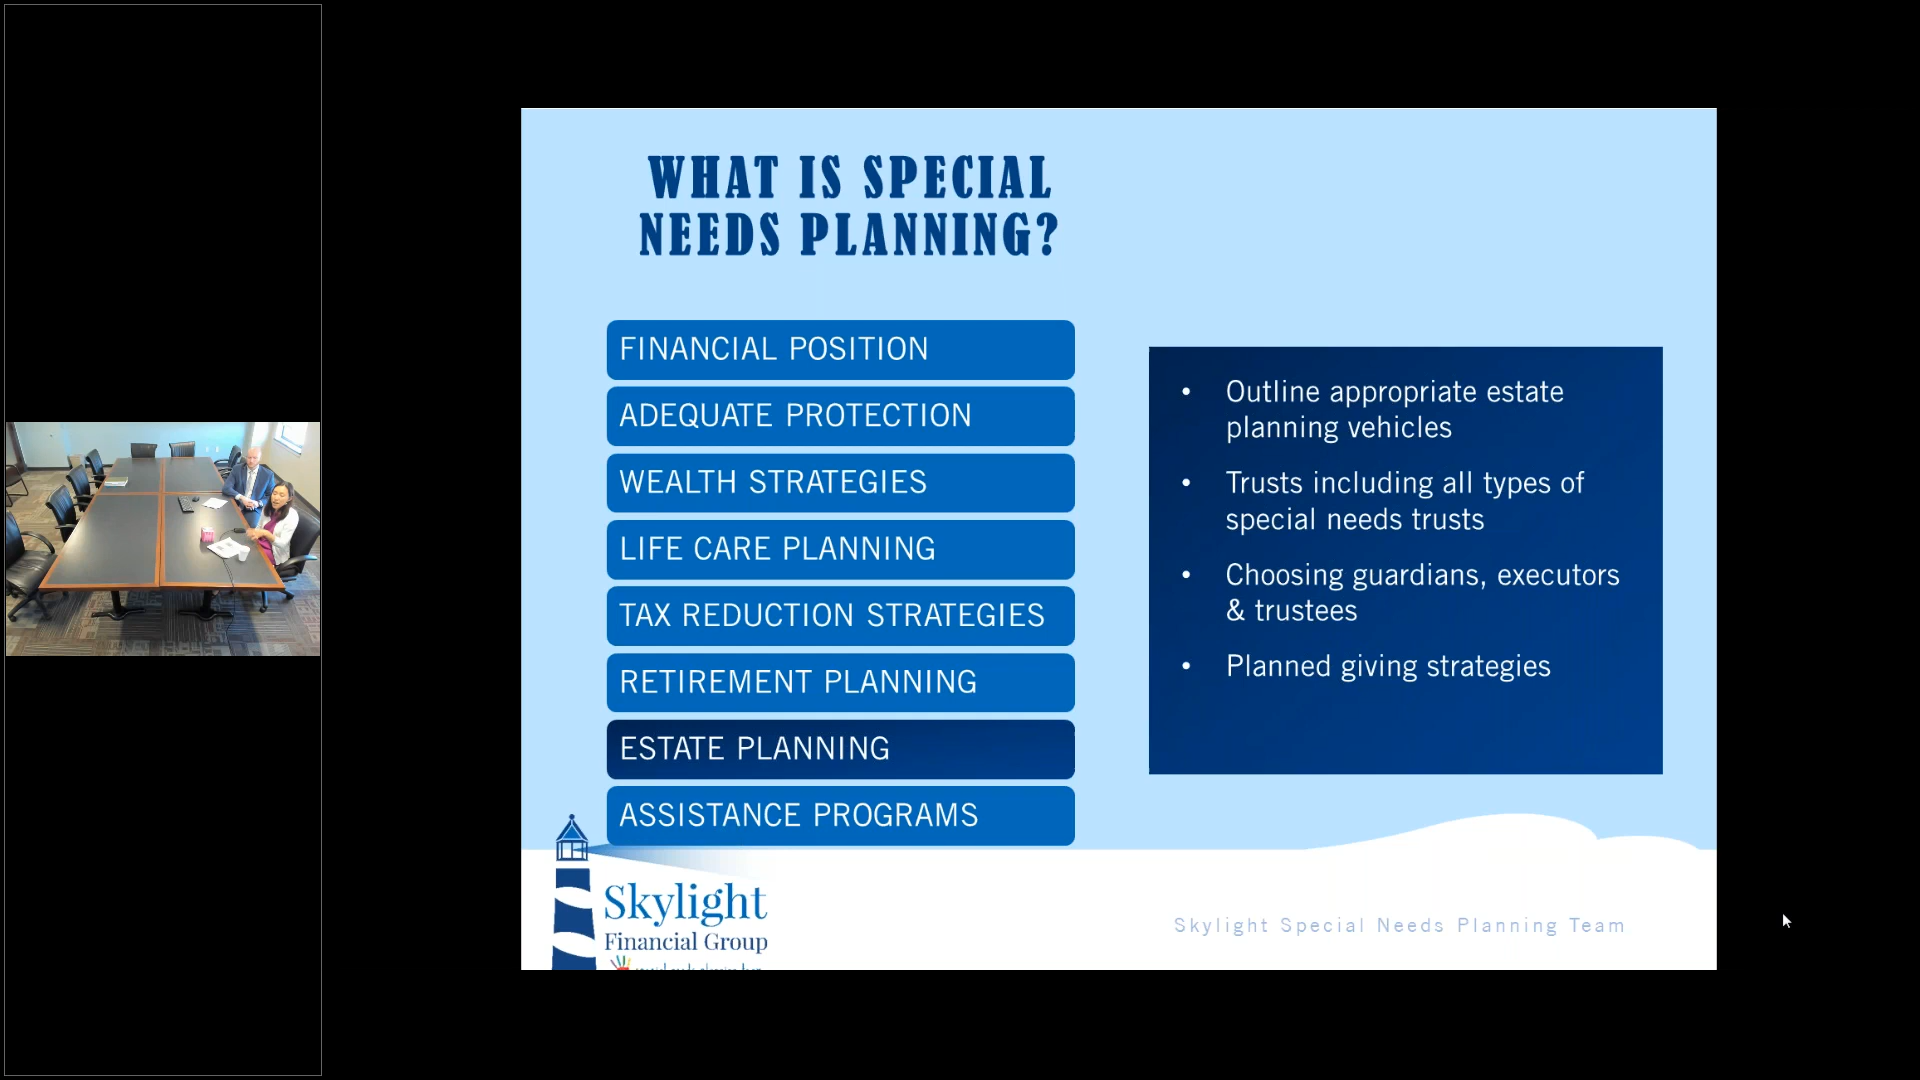 WHAT IS SPECIAL
NEEDS PLANNING?
FINANCIAL POSITION
ADEQUATE PROTECTION
WEALTH STRATEGIES
LIFE CARE PLANNING
TAX REDUCTION STRATEGIES
RETIREMENT PLANNING
ESTATE PLANNING
ASSISTANCE PROGRAMS
• Outline appropriate estate
planning vehicles
• Trusts including all types of
special needs trusts
• Choosing guardians, executors
& trustees
• Planned giving strategies
Skylight
Financial Group
Skylight Special Needs Planning Team